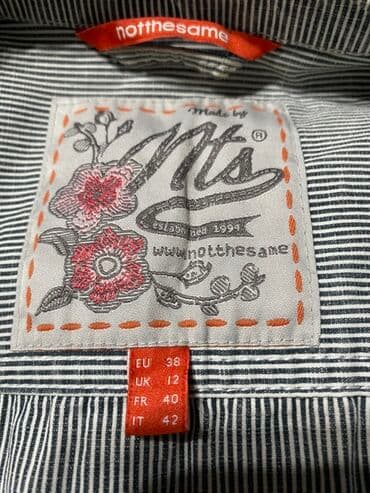 notthesame
Made by
nts®
established 1994
www.notthesame
EU 38
UK 12
FR 40
IT 42